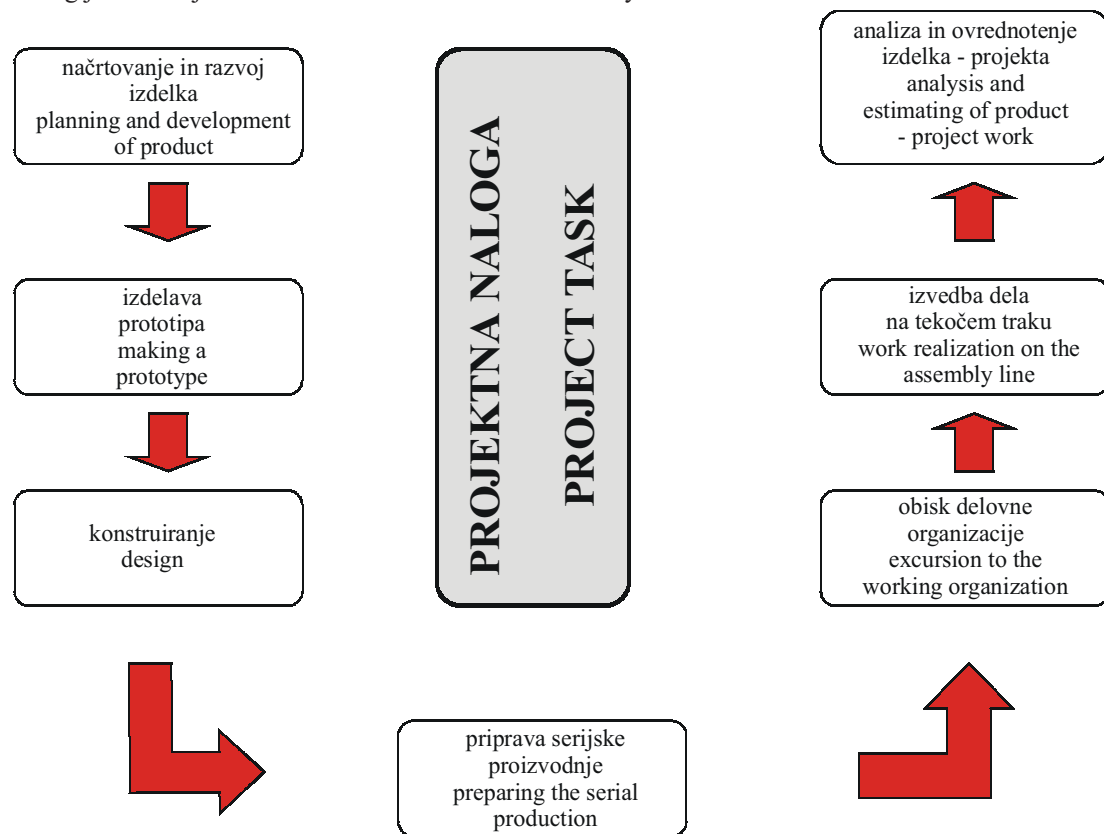 načrtovanje in razvoj
izdelka
planning and development
of product
izdelava
prototipa
making a
prototype
konstruiranje
design
PROJEKTNA NALOGA
PROJECT TASK
priprava serijske
proizvodnje
preparing the serial
production
obisk delovne
organizacije
excursion to the
working organization
izvedba dela
na tekočem traku
work realization on the
assembly line
analiza in ovrednotenje
izdelka - projekta
analysis and
estimating of product
- project work